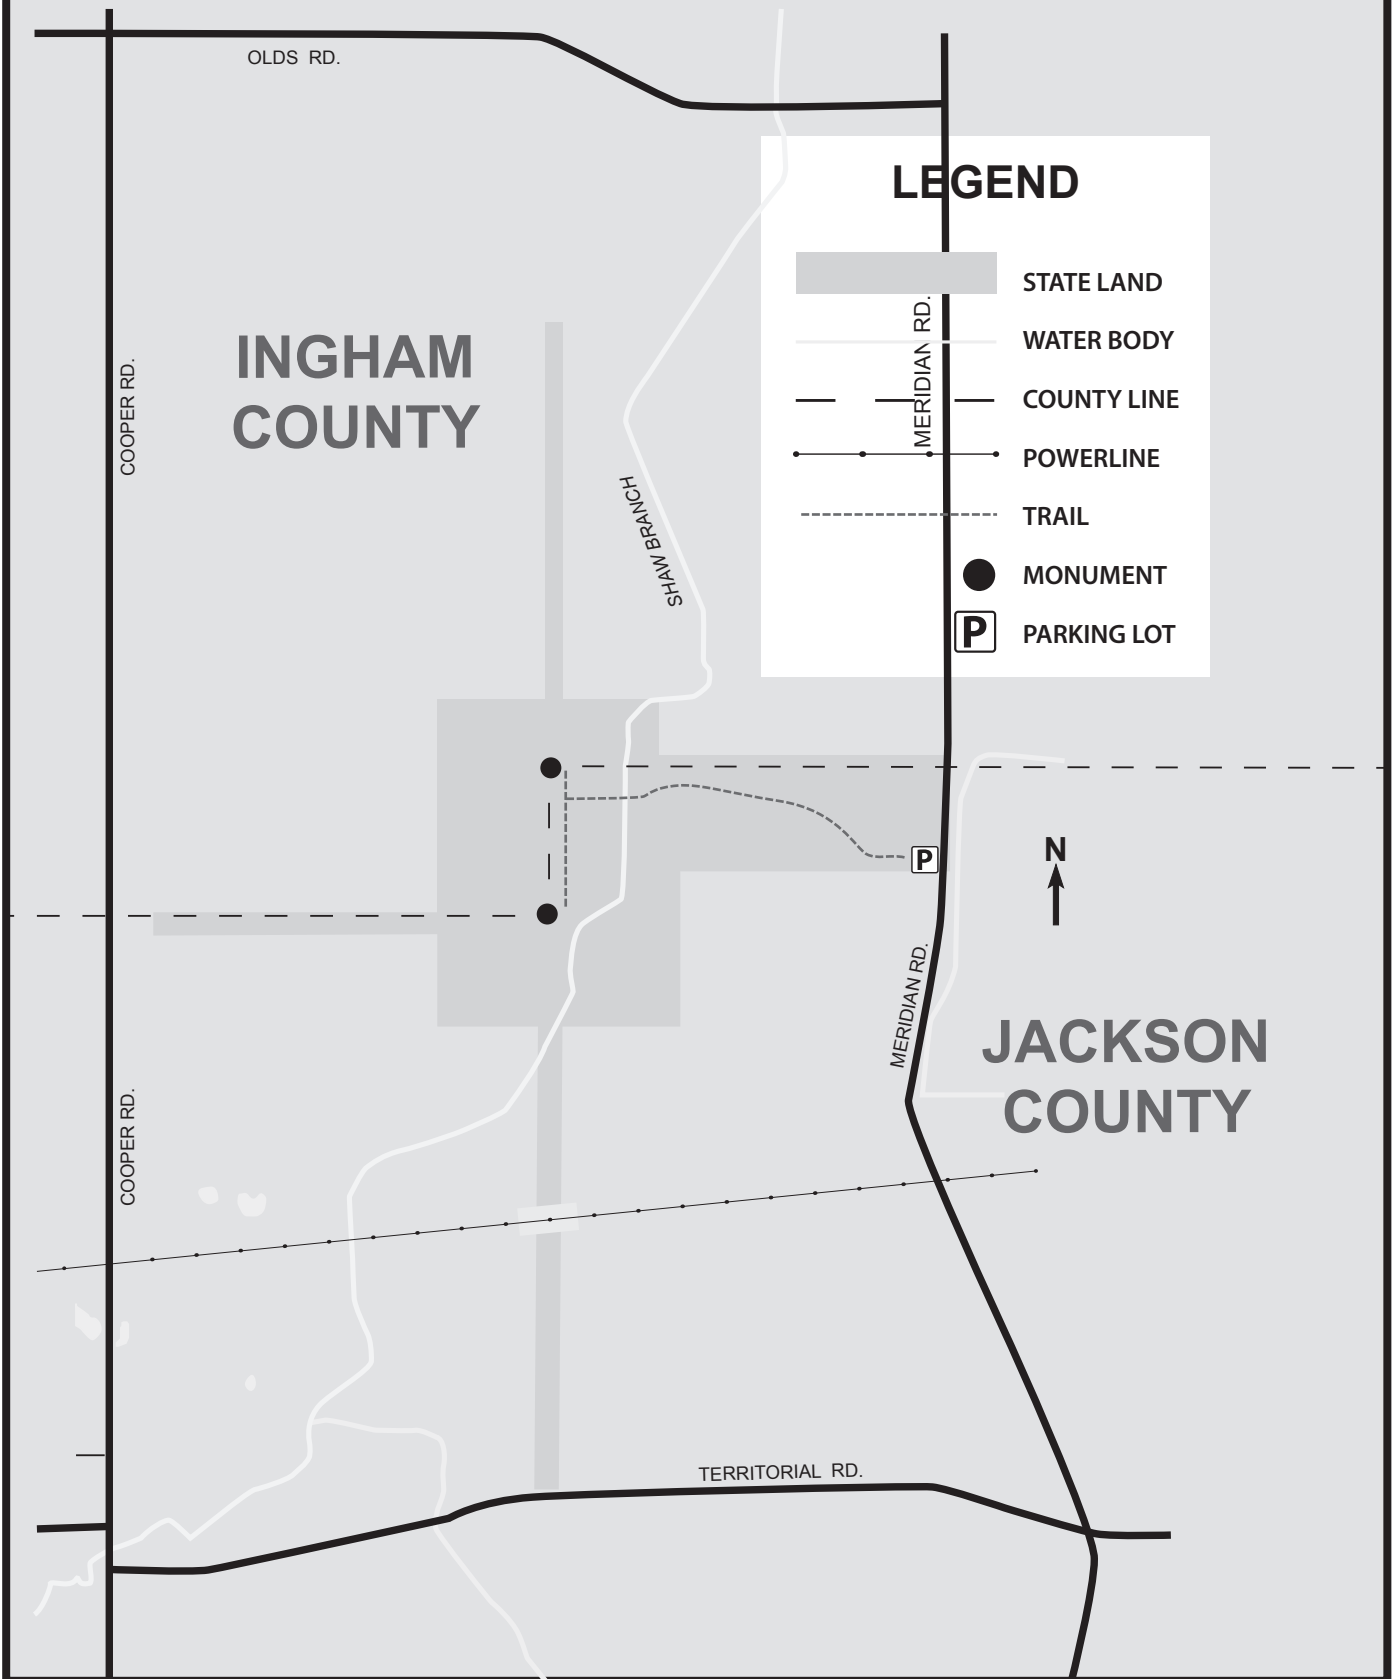 OLDS RD.
LEGEND
STATE LAND
MERIDIAN RD.
WATER BODY
COUNTY LINE
POWERLINE
TRAIL
MONUMENT
P PARKING LOT
INGHAM
COUNTY
COOPER RD.
SHAW BRANCH
P
N
MERIDIAN RD.
JACKSON
COUNTY
COOPER RD.
TERRITORIAL RD.